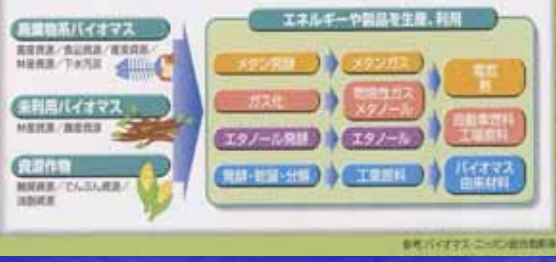 廃棄物系バイオマス
畜産資源/食品資源/産業資源/
林産資源/下水汚泥
未利用バイオマス
林産資源/農産資源
資源作物
糖質資源/でんぷん資源/
油脂資源
エネルギーや製品を生産、利用
メタン発酵
メタンガス
電気
熱
ガス化
燃焼性ガス
メタノール
自動車燃料
工場原料
エタノール発酵
エタノール
発酵・乾留・分解
工業原料
バイオマス
由来材料
参考:バイオマス・ニッポン総合戦略